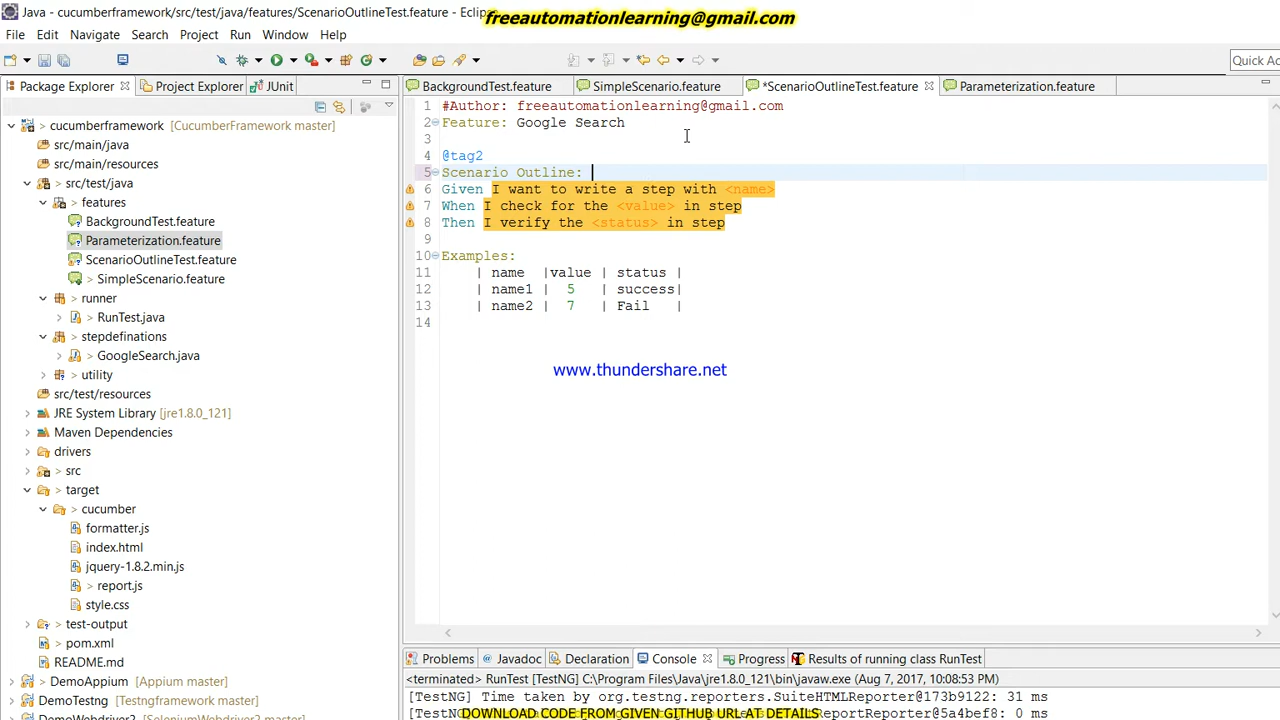 Java - cucumberframework/src/test/java/features/ScenarioOutlineTest.feature - Eclip
freeautomationlearning@gmail.com
File Edit Navigate Search Project Run Window Help
Quick Ac
Package Explorer Project Explorer JUnit
BackgroundTest.feature SimpleScenario.feature *ScenarioOutlineTest.feature Parameterization.feature
cucumberframework [CucumberFramework master]
src/main/java
src/main/resources
> src/test/java
> features
BackgroundTest.feature
Parameterization.feature
ScenarioOutlineTest.feature
> SimpleScenario.feature
> runner
> RunTest.java
> stepdefinations
> GoogleSearch.java
> utility
src/test/resources
JRE System Library [jre1.8.0_121]
Maven Dependencies
drivers
> src
> target
> cucumber
formatter.js
index.html
jquery-1.8.2.min.js
> report.js
style.css
> test-output
> pom.xml
README.md
> DemoAppium [Appium master]
DemoTestng [Testngframework master]
DemoWebdriver2 [SeleniumWebdriver2 master]
1 #Author: freeautomationlearning@gmail.com
2 Feature: Google Search
3
4 @tag2
5 Scenario Outline:
6 Given I want to write a step with <name>
7 When I check for the <value> in step
8 Then I verify the <status> in step
9
10 Examples:
11 | name |value | status |
12 | name1 | 5 | success|
13 | name2 | 7 | Fail |
14
www.thundershare.net
Problems Javadoc Declaration Console Progress Results of running class RunTest
<terminated> RunTest [TestNG] C:\Program Files\Java\jre1.8.0_121\bin\javaw.exe (Aug 7, 2017, 10:08:53 PM)
[TestNG] Time taken by org.testng.reporters.SuiteHTMLReporter@173b9122: 31 ms
DOWNLOAD CODE FROM GIVEN GITHUB URL AT DETAILS
ReportReporter@5a4bef8: 0 ms